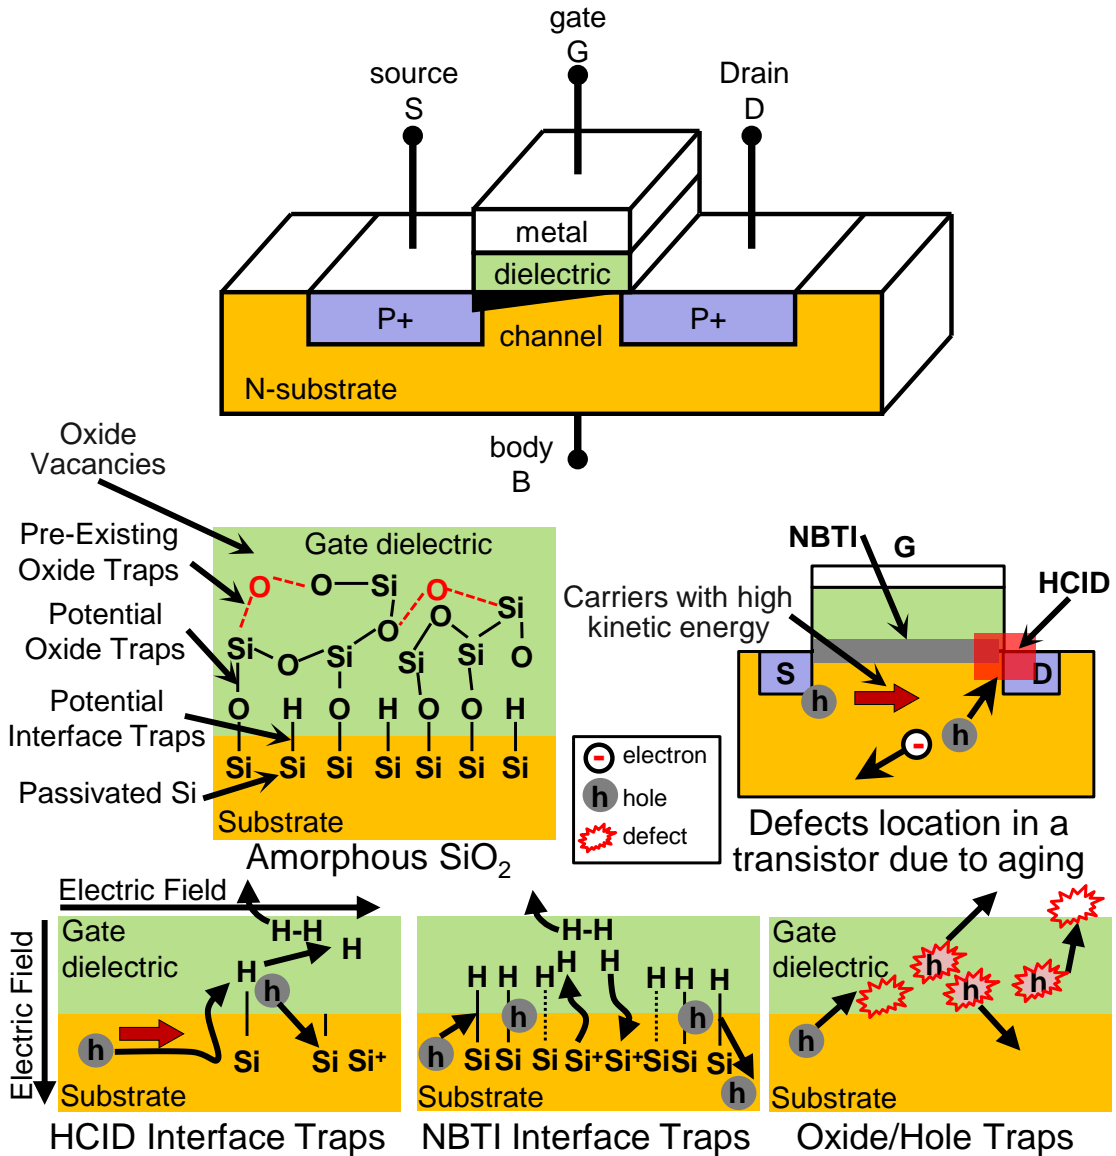 gate
G
source
S
Drain
D
metal
dielectric
P+
channel
P+
N-substrate
body
B
Oxide
Vacancies
Pre-Existing
Oxide Traps
Potential
Oxide Traps
Potential
Interface Traps
Passivated Si
Gate dielectric
O O Si O Si
Si O Si O Si O Si O
O H O H O O H
Si Si Si Si Si Si Si
Substrate
Amorphous SiO2
NBTI
G
HCID
Carriers with high
kinetic energy
S
D
h
h
-
- electron
h hole
defect
Defects location in a
transistor due to aging
Electric Field
Electric Field
Gate
dielectric
H-H
H
H
h
h
Si
Si Si+
Substrate
HCID Interface Traps
H-H
H H H H H H H H
h h
h
Si Si Si Si+ Si+ Si Si Si
h
Substrate
NBTI Interface Traps
Gate
dielectric
h
h
h
h
Substrate
Oxide/Hole Traps